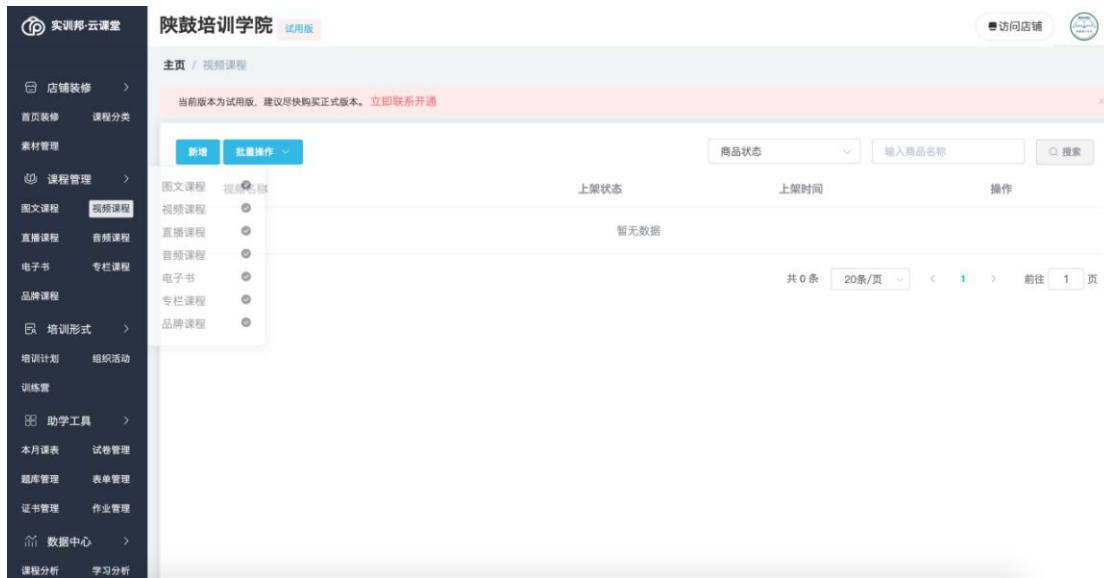 实训邦·云课堂
陕鼓培训学院 试用版
访问店铺
主页 / 视频课程
当前版本为试用版，建议尽快购买正式版本。 立即联系开通
店铺装修
首页装修 课程分类
素材管理
课程管理
图文课程 视频课程
直播课程 音频课程
电子书 专栏课程
品牌课程
培训形式
培训计划 组织活动
训练营
助学工具
本月课表 试卷管理
题库管理 表单管理
证书管理 作业管理
数据中心
课程分析 学习分析
新增 批量操作
商品状态 输入商品名称 搜索
视频名称 上架状态 上架时间 操作
暂无数据
共 0 条 20条/页 < 1 > 前往 1 页
图文课程
视频课程
直播课程
音频课程
电子书
专栏课程
品牌课程